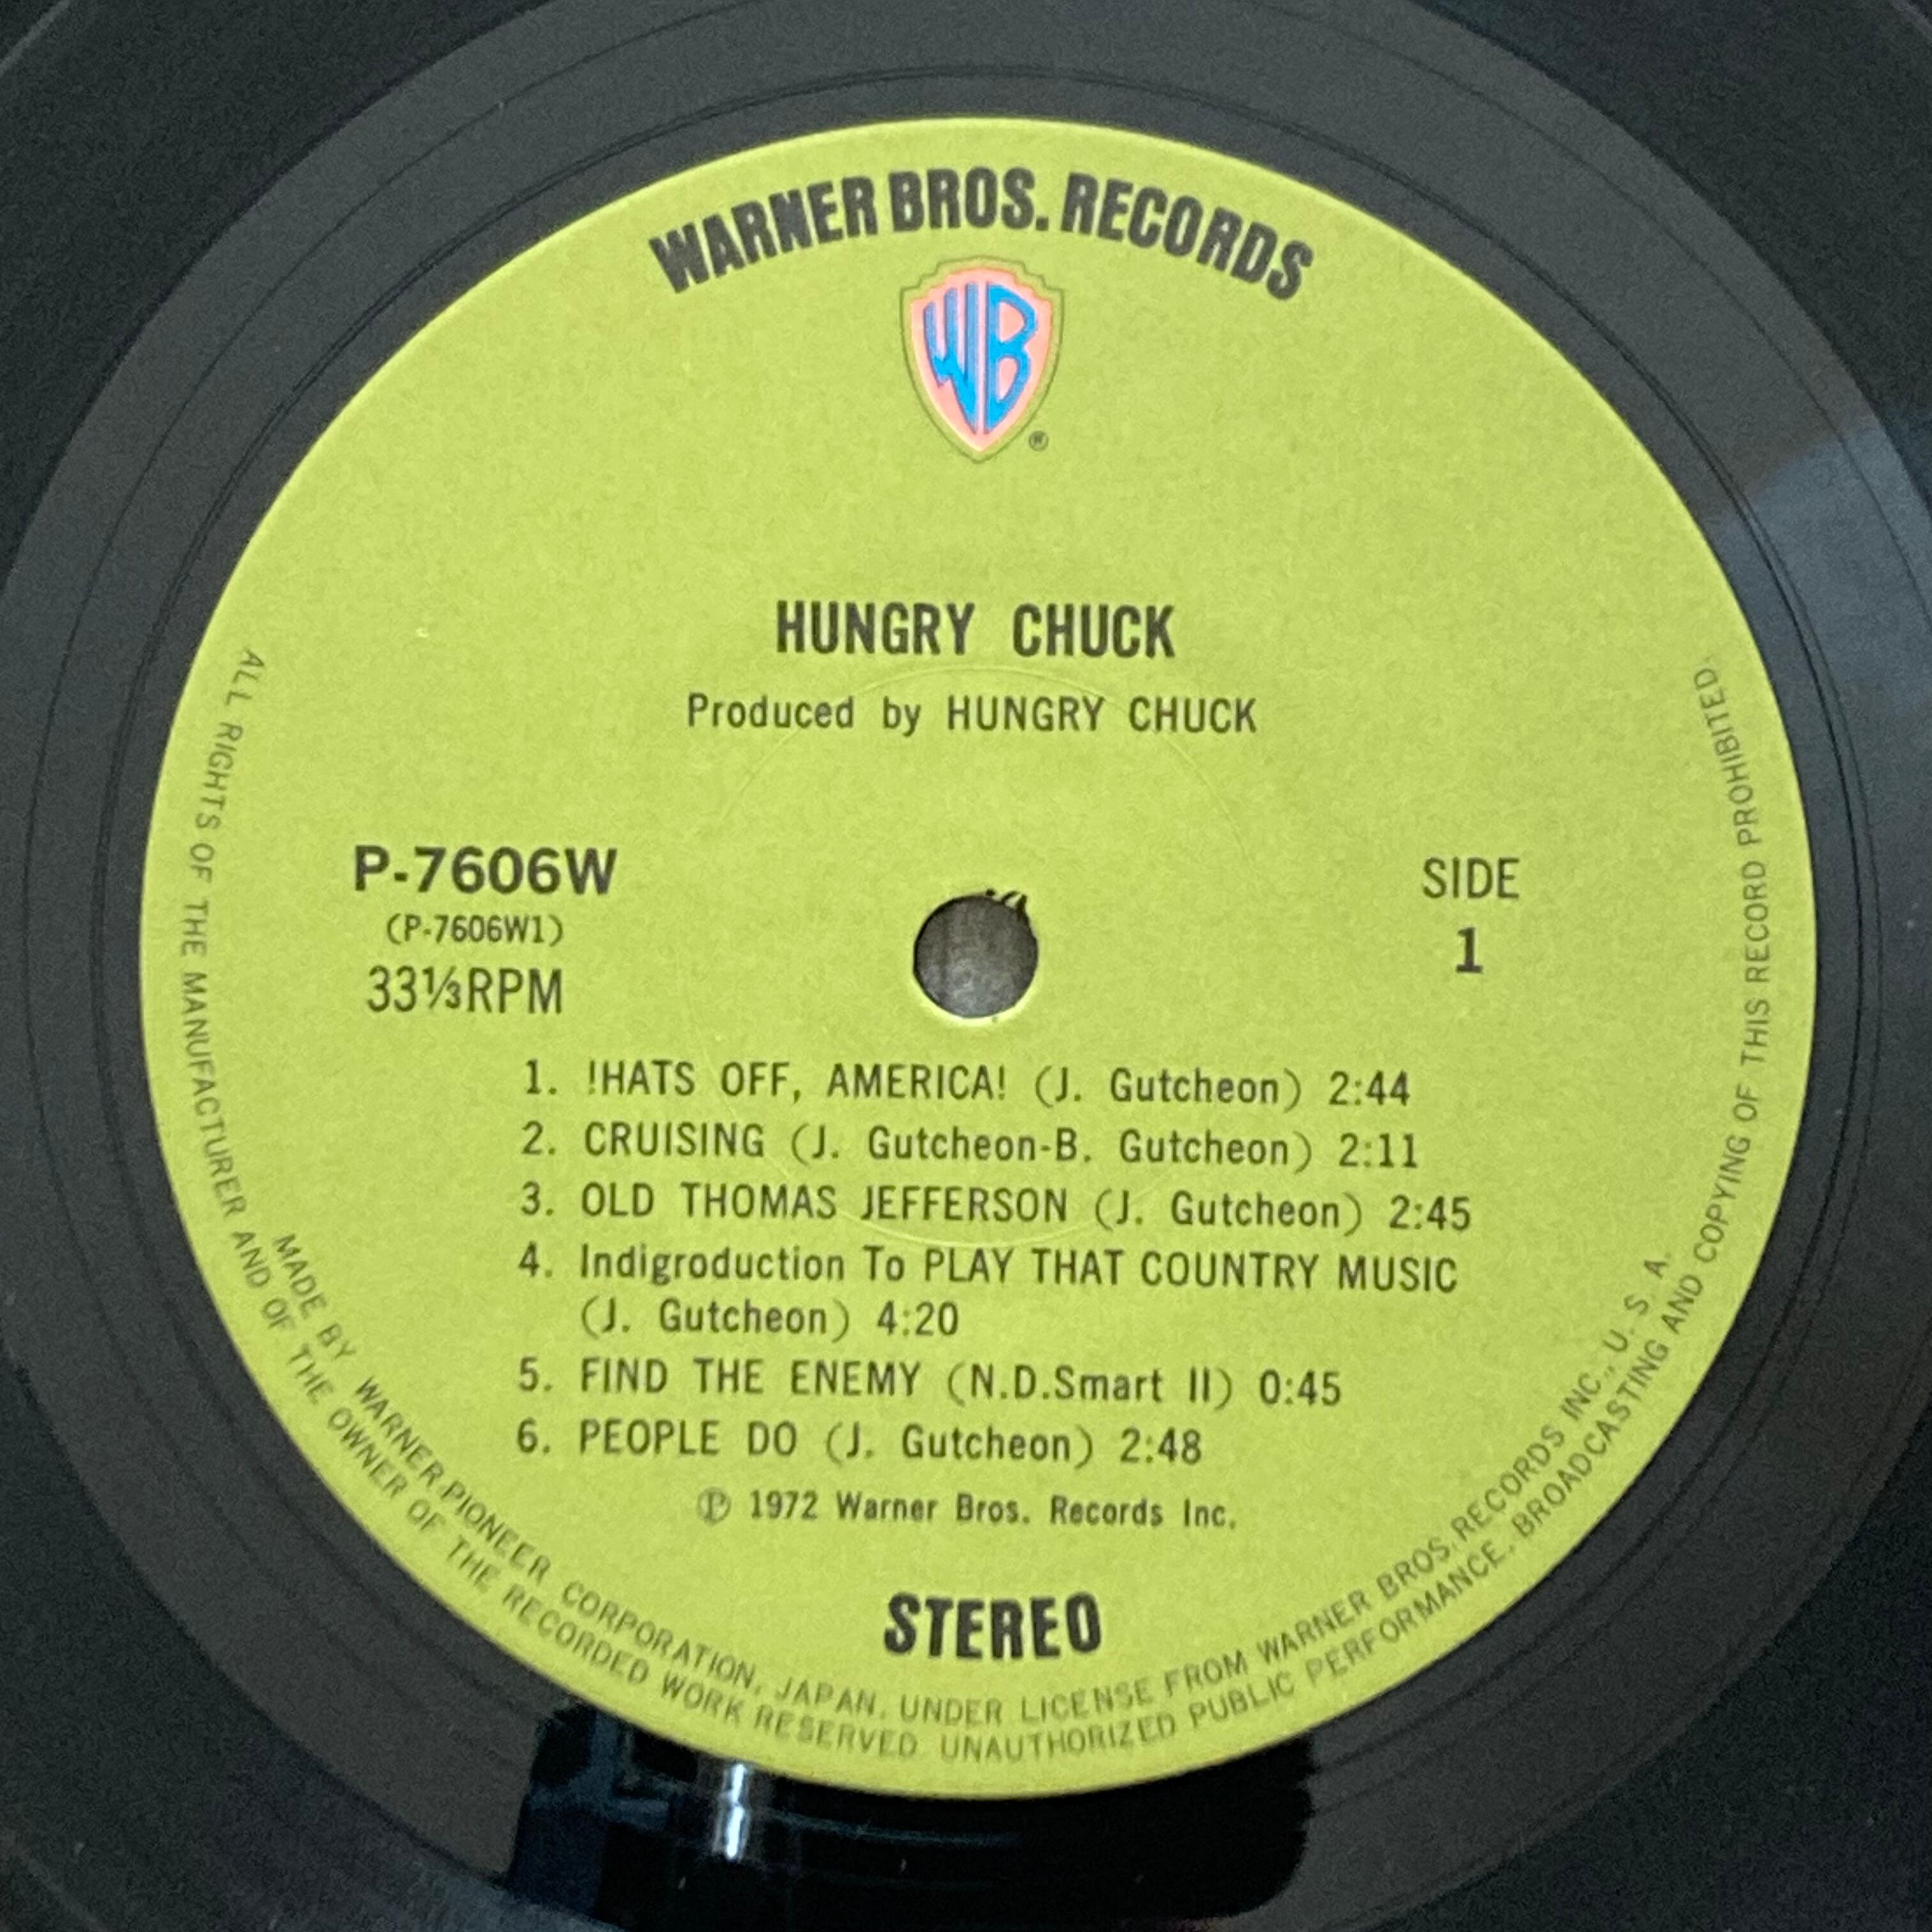 WARNER BROS. RECORDS
WB
®
HUNGRY CHUCK
Produced by HUNGRY CHUCK
P-7606W
(P-7606W1)
33⅓RPM
SIDE
1
1. !HATS OFF, AMERICA! (J. Gutcheon) 2:44
2. CRUISING (J. Gutcheon-B. Gutcheon) 2:11
3. OLD THOMAS JEFFERSON (J. Gutcheon) 2:45
4. Indigroduction To PLAY THAT COUNTRY MUSIC
(J. Gutcheon) 4:20
5. FIND THE ENEMY (N.D.Smart II) 0:45
6. PEOPLE DO (J. Gutcheon) 2:48
℗ 1972 Warner Bros. Records Inc.
STEREO
MADE BY WARNER-PIONEER CORPORATION, JAPAN, UNDER LICENSE FROM WARNER BROS. RECORDS INC., U. S. A.
ALL RIGHTS OF THE MANUFACTURER AND OF THE OWNER OF THE RECORDED WORK RESERVED. UNAUTHORIZED PUBLIC PERFORMANCE, BROADCASTING AND COPYING OF THIS RECORD PROHIBITED.